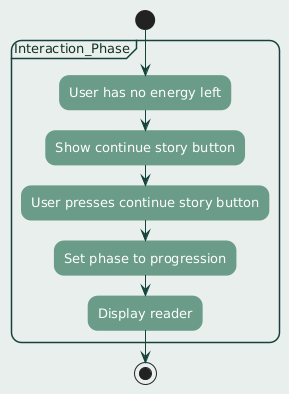 Interaction_Phase
User has no energy left
Show continue story button
User presses continue story button
Set phase to progression
Display reader